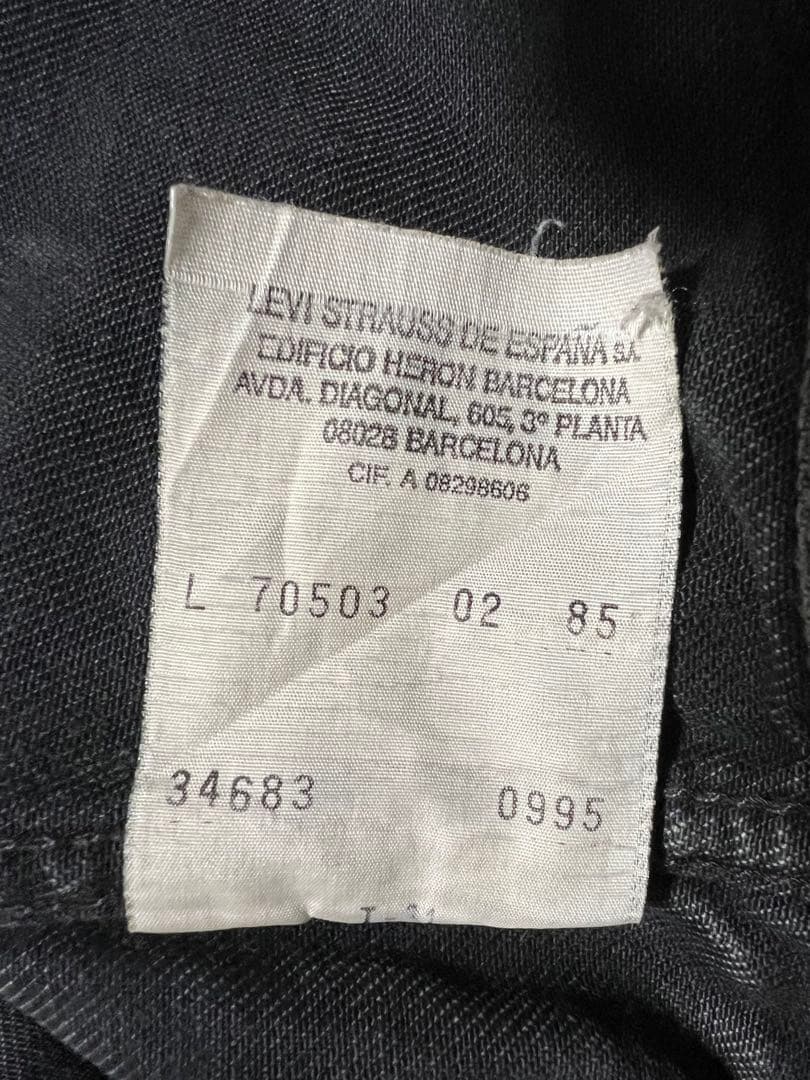 LEVI STRAUSS DE ESPAÑA S.A.
EDIFICIO HERON BARCELONA
AVDA. DIAGONAL, 605, 3º PLANTA
08028 BARCELONA
CIF. A 08298606
L 70503 02 85
34683 0995